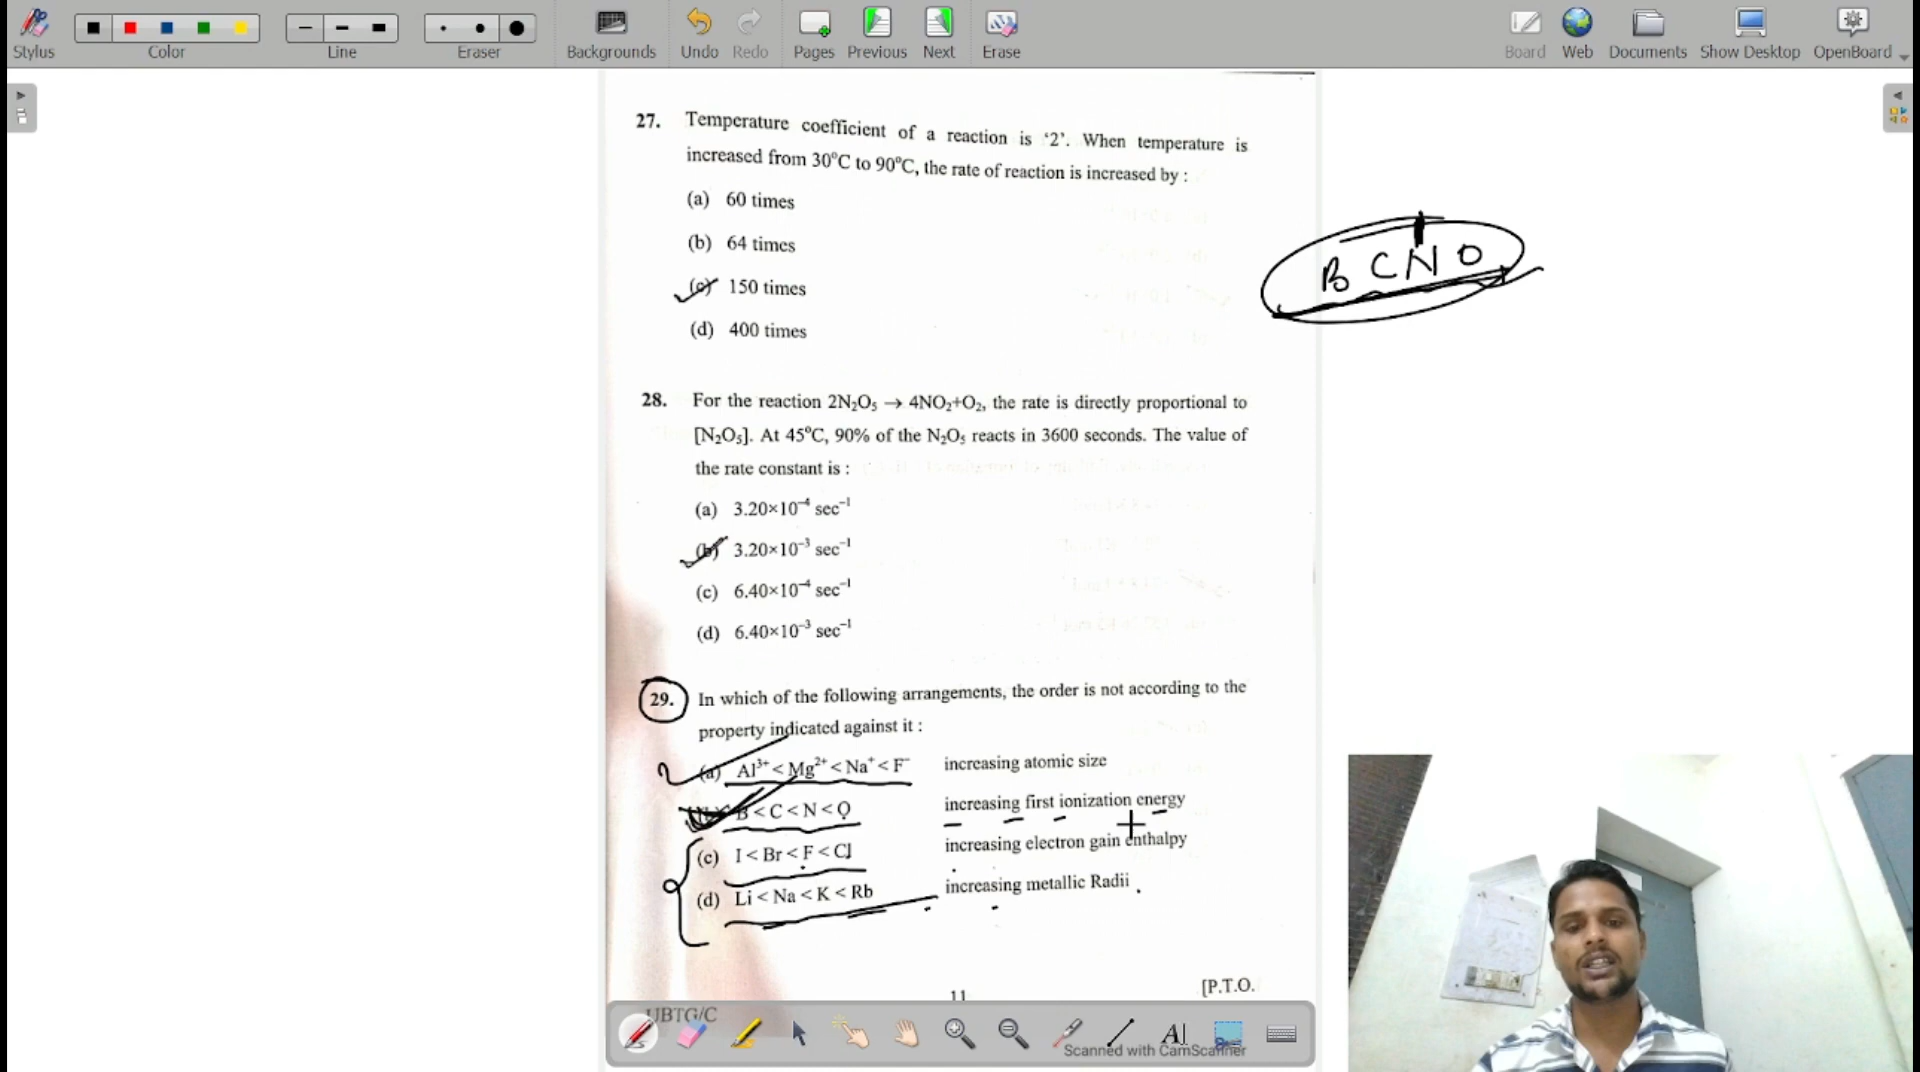 Stylus
Color
Line
Eraser
Backgrounds
Undo
Redo
Pages
Previous
Next
Erase
Board
Web
Documents
Show Desktop
OpenBoard
27. Temperature coefficient of a reaction is ‘2’. When temperature is
increased from 30°C to 90°C, the rate of reaction is increased by :
(a) 60 times
(b) 64 times
(c) 150 times
(d) 400 times
B C N O
28. For the reaction 2N₂O₅ → 4NO₂+O₂, the rate is directly proportional to
[N₂O₅]. At 45°C, 90% of the N₂O₅ reacts in 3600 seconds. The value of
the rate constant is :
(a) 3.20×10⁻⁴ sec⁻¹
(b) 3.20×10⁻³ sec⁻¹
(c) 6.40×10⁻⁴ sec⁻¹
(d) 6.40×10⁻³ sec⁻¹
29. In which of the following arrangements, the order is not according to the
property indicated against it :
(a) Al³⁺ < Mg²⁺ < Na⁺ < F⁻ increasing atomic size
B < C < N < O increasing first ionization energy
(c) I < Br < F < Cl increasing electron gain enthalpy
(d) Li < Na < K < Rb increasing metallic Radii
11
[P.T.O.
UBTG/C
Scanned with CamScanner